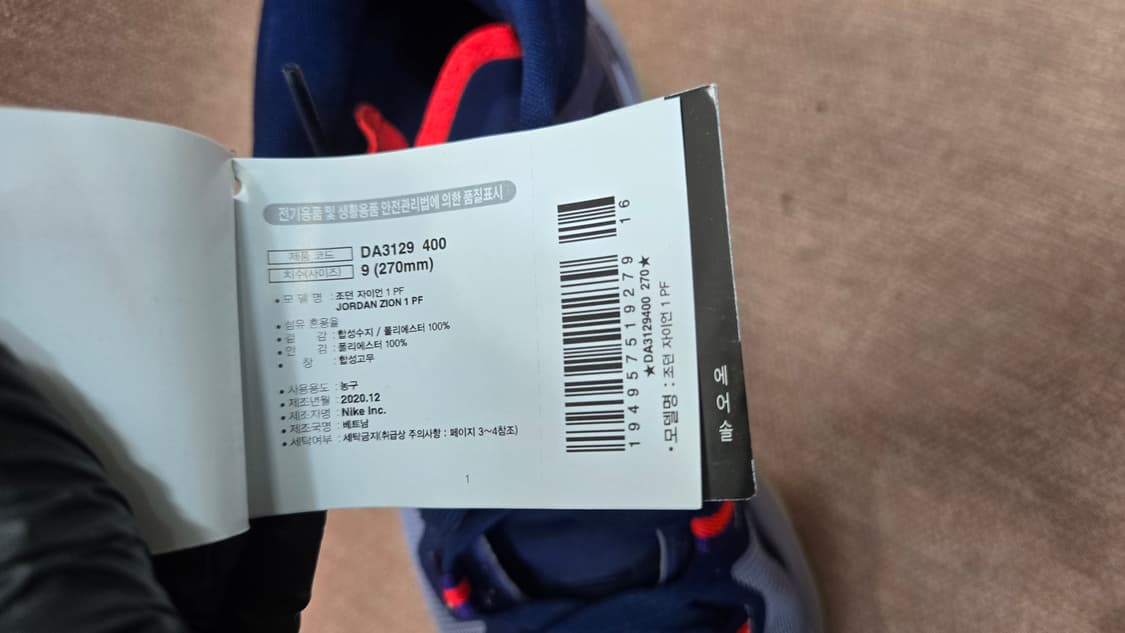 전기용품 및 생활용품 안전관리법에 의한 품질표시
제품 코드 DA3129 400
치수(사이즈) 9 (270mm)
• 모 델 명 : 조던 자이언 1 PF
JORDAN ZION 1 PF
• 섬유 혼용율
• 겉 감 : 합성수지 / 폴리에스터 100%
• 안 감 : 폴리에스터 100%
• 창 : 합성고무
• 사용용도 : 농구
• 제조년월 : 2020.12
• 제조자명 : Nike Inc.
• 제조국명 : 베트남
• 세탁여부 : 세탁금지(취급상 주의사항 : 페이지 3~4참조)
1
16
194957519279
★DA3129400 270★
• 모델명 : 조던 자이언 1 PF
에어솔